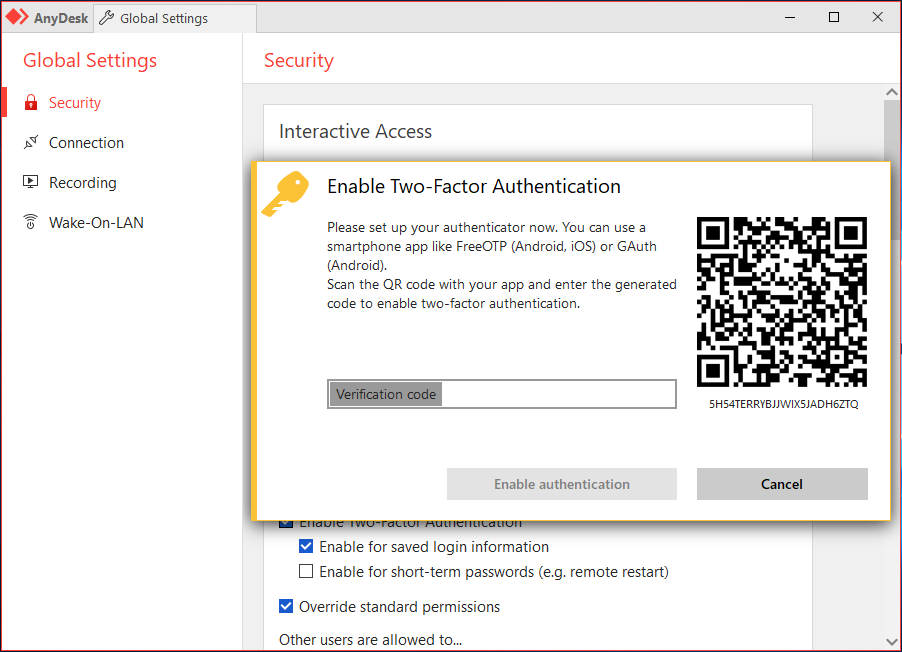 AnyDesk
Global Settings
Global Settings
Security
Connection
Recording
Wake-On-LAN
Security
Interactive Access
Enable Two-Factor Authentication
Please set up your authenticator now. You can use a
smartphone app like FreeOTP (Android, iOS) or GAuth
(Android).
Scan the QR code with your app and enter the generated
code to enable two-factor authentication.
Verification code
5H54TERRYBJJWIX5JADH6ZTQ
Enable authentication
Cancel
Enable Two-Factor Authentication
Enable for saved login information
Enable for short-term passwords (e.g. remote restart)
Override standard permissions
Other users are allowed to...